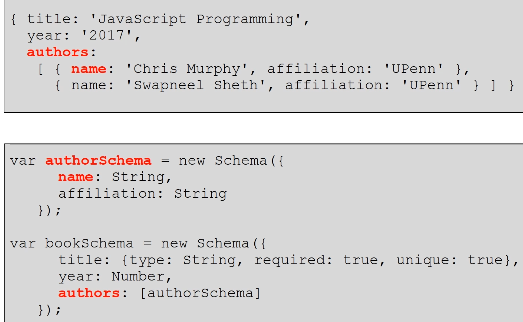 { title: 'JavaScript Programming',
year: '2017',
authors:
[ { name: 'Chris Murphy', affiliation: 'UPenn' },
{ name: 'Swapneel Sheth', affiliation: 'UPenn' } ] }
var authorSchema = new Schema({
name: String,
affiliation: String
});
var bookSchema = new Schema({
title: {type: String, required: true, unique: true},
year: Number,
authors: [authorSchema]
});